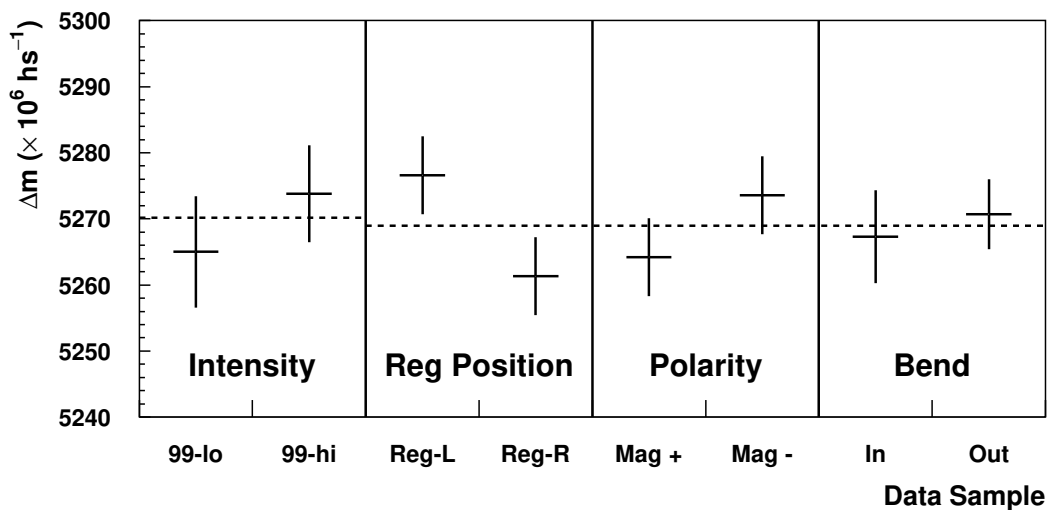 Δm (× 10⁶ hs⁻¹)
5300
5290
5280
5270
5260
5250
5240
Intensity Reg Position Polarity Bend
99-lo 99-hi Reg-L Reg-R Mag + Mag - In Out
Data Sample